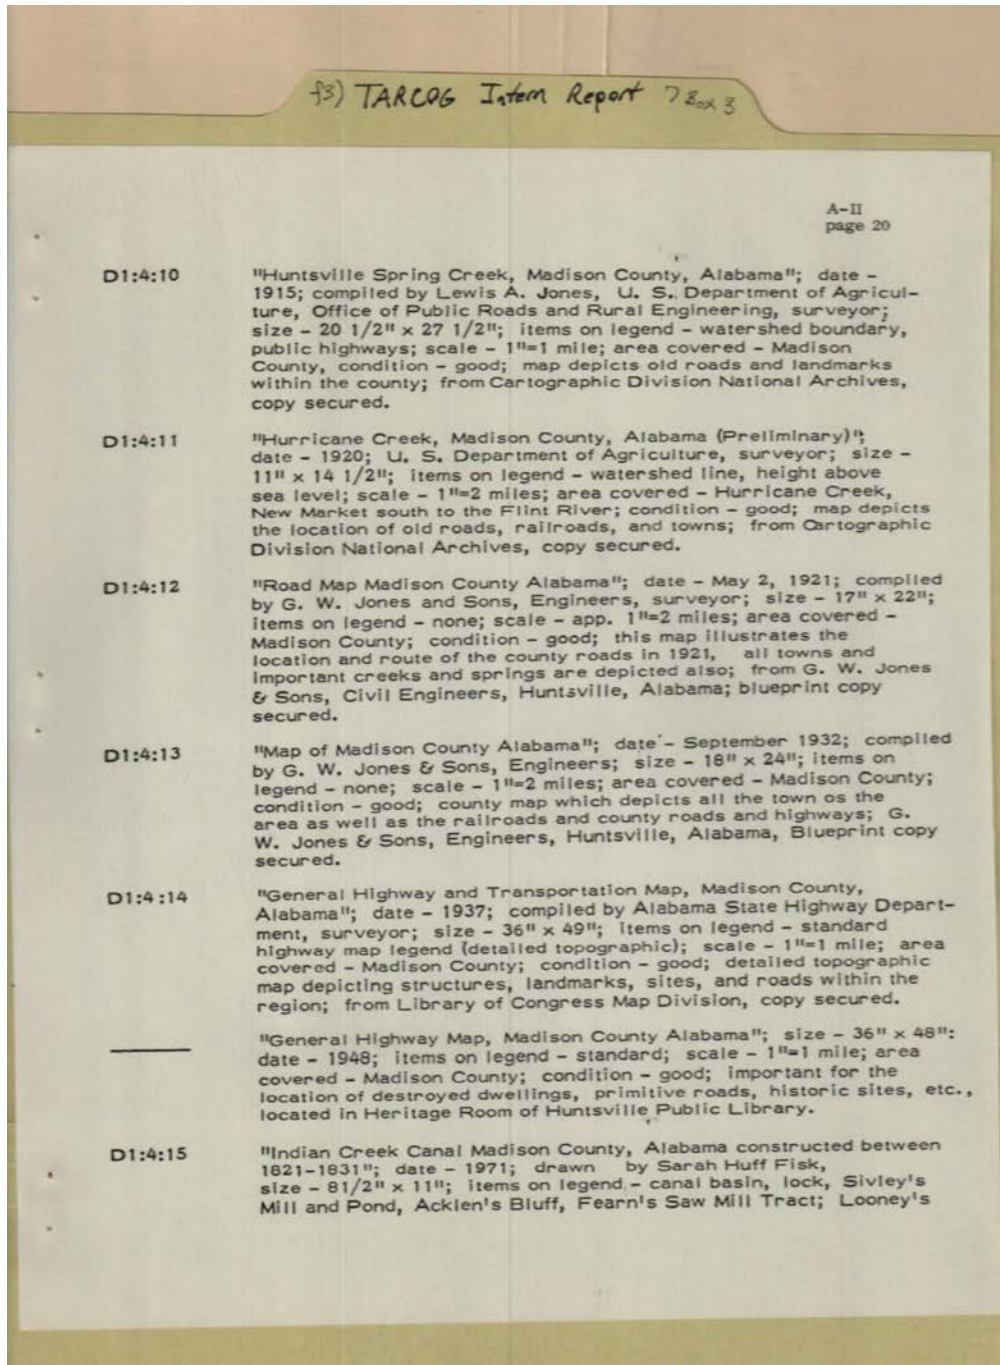 f3) TARCOG Intern Report 7 Box 3
A-II
page 20
D1:4:10 "Huntsville Spring Creek, Madison County, Alabama"; date -
1915; compiled by Lewis A. Jones, U. S. Department of Agricul-
ture, Office of Public Roads and Rural Engineering, surveyor;
size - 20 1/2" x 27 1/2"; items on legend - watershed boundary,
public highways; scale - 1"=1 mile; area covered - Madison
County, condition - good; map depicts old roads and landmarks
within the county; from Cartographic Division National Archives,
copy secured.
D1:4:11 "Hurricane Creek, Madison County, Alabama (Preliminary)";
date - 1920; U. S. Department of Agriculture, surveyor; size -
11" x 14 1/2"; items on legend - watershed line, height above
sea level; scale - 1"=2 miles; area covered - Hurricane Creek,
New Market south to the Flint River; condition - good; map depicts
the location of old roads, railroads, and towns; from Cartographic
Division National Archives, copy secured.
D1:4:12 "Road Map Madison County Alabama"; date - May 2, 1921; compiled
by G. W. Jones and Sons, Engineers, surveyor; size - 17" x 22";
items on legend - none; scale - app. 1"=2 miles; area covered -
Madison County; condition - good; this map illustrates the
location and route of the county roads in 1921, all towns and
important creeks and springs are depicted also; from G. W. Jones
& Sons, Civil Engineers, Huntsville, Alabama; blueprint copy
secured.
D1:4:13 "Map of Madison County Alabama"; date - September 1932; compiled
by G. W. Jones & Sons, Engineers; size - 18" x 24"; items on
legend - none; scale - 1"=2 miles; area covered - Madison County;
condition - good; county map which depicts all the town os the
area as well as the railroads and county roads and highways; G.
W. Jones & Sons, Engineers, Huntsville, Alabama, Blueprint copy
secured.
D1:4:14 "General Highway and Transportation Map, Madison County,
Alabama"; date - 1937; compiled by Alabama State Highway Depart-
ment, surveyor; size - 36" x 49"; items on legend - standard
highway map legend (detailed topographic); scale - 1"=1 mile; area
covered - Madison County; condition - good; detailed topographic
map depicting structures, landmarks, sites, and roads within the
region; from Library of Congress Map Division, copy secured.
"General Highway Map, Madison County Alabama"; size - 36" x 48":
date - 1948; items on legend - standard; scale - 1"=1 mile; area
covered - Madison County; condition - good; important for the
location of destroyed dwellings, primitive roads, historic sites, etc.,
located in Heritage Room of Huntsville Public Library.
D1:4:15 "Indian Creek Canal Madison County, Alabama constructed between
1821-1831"; date - 1971; drawn by Sarah Huff Fisk,
size - 81/2" x 11"; items on legend - canal basin, lock, Sivley's
Mill and Pond, Acklen's Bluff, Fearn's Saw Mill Tract; Looney's